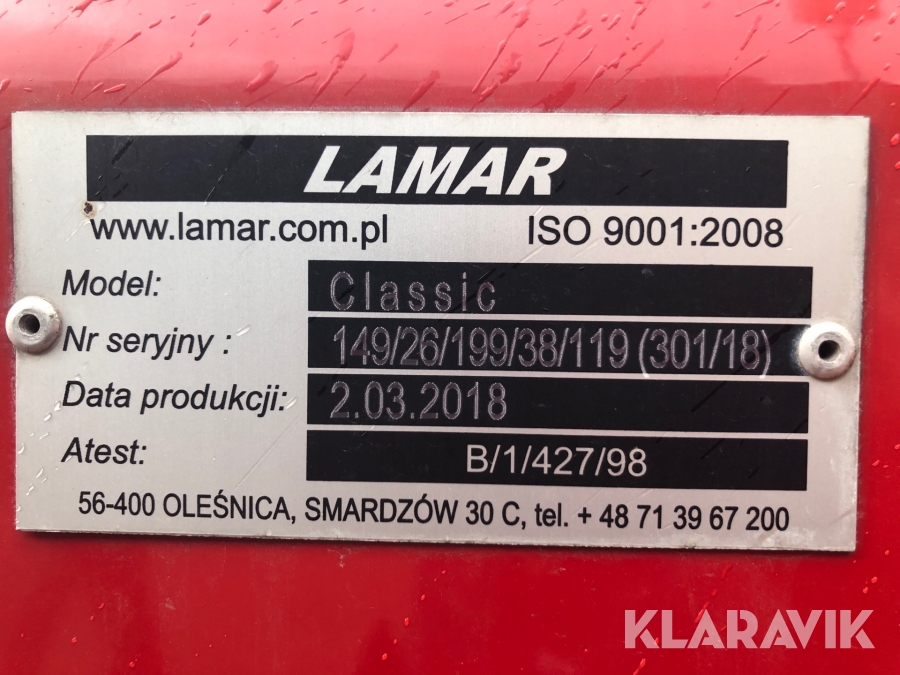 LAMAR
www.lamar.com.pl ISO 9001:2008
Model: Classic
Nr seryjny : 149/26/199/38/119 (301/18)
Data produkcji: 2.03.2018
Atest: B/1/427/98
56-400 OLEŚNICA, SMARDZÓW 30 C, tel. + 48 71 39 67 200
KLARAVIK